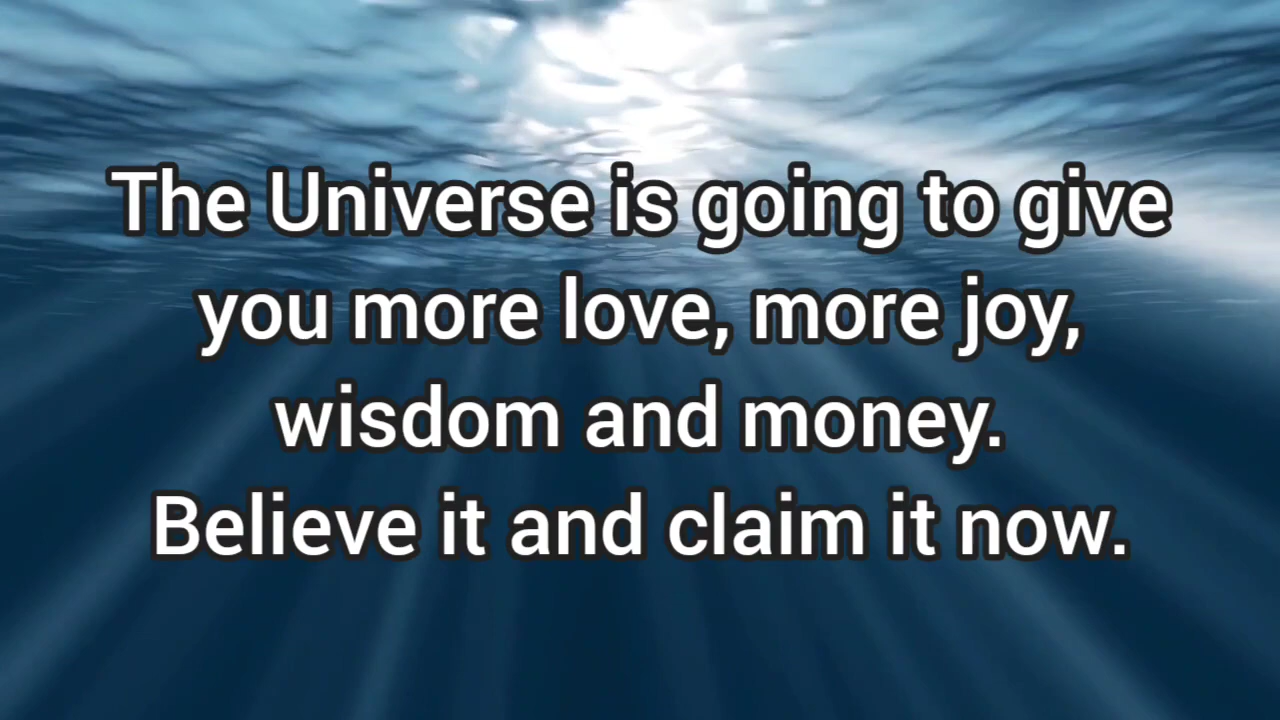 The Universe is going to give
you more love, more joy,
wisdom and money.
Believe it and claim it now.